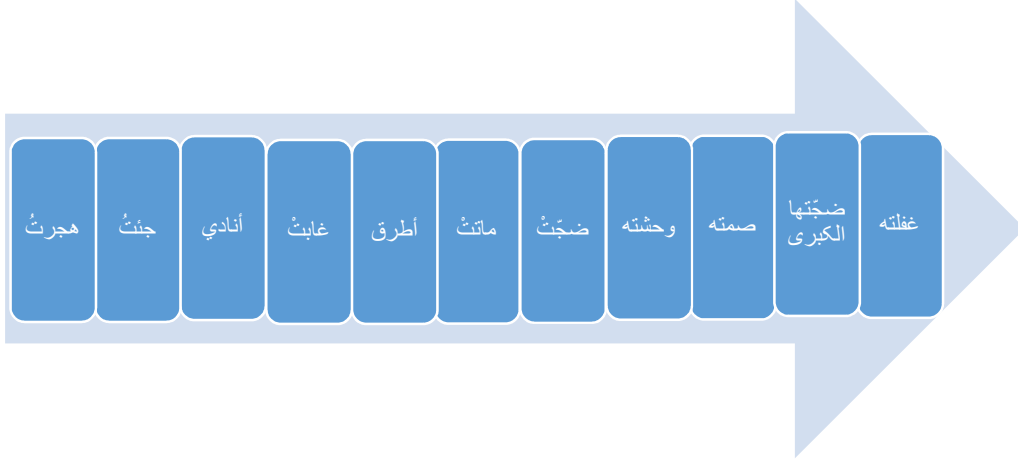 هجرتُ
جئتُ
أنادي
غابتْ
أطرق
ماتتْ
ضجّتْ
وحشته
صمته
ضجّتها
الكبرى
غفلته